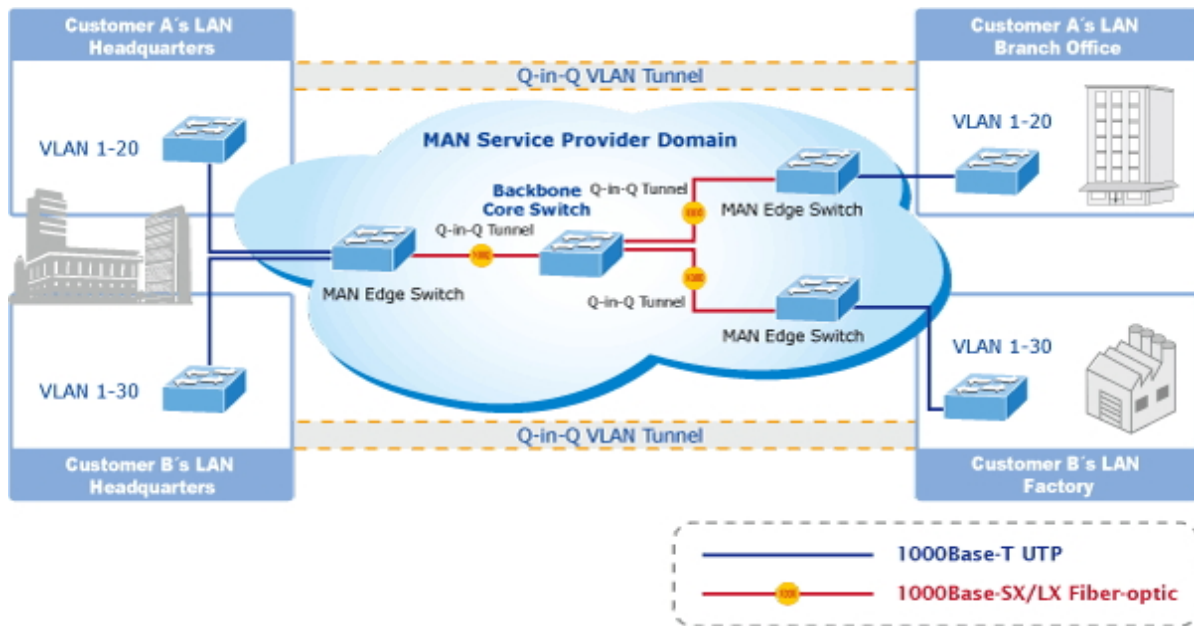 Customer A´s LAN
Headquarters
Customer A´s LAN
Branch Office
Q-in-Q VLAN Tunnel
VLAN 1-20
MAN Service Provider Domain
VLAN 1-20
Q-in-Q Tunnel
Backbone
Core Switch
MAN Edge Switch
Q-in-Q Tunnel
MAN Edge Switch
Q-in-Q Tunnel
MAN Edge Switch
VLAN 1-30
VLAN 1-30
Q-in-Q VLAN Tunnel
Customer B´s LAN
Headquarters
Customer B´s LAN
Factory
1000Base-T UTP
1000Base-SX/LX Fiber-optic